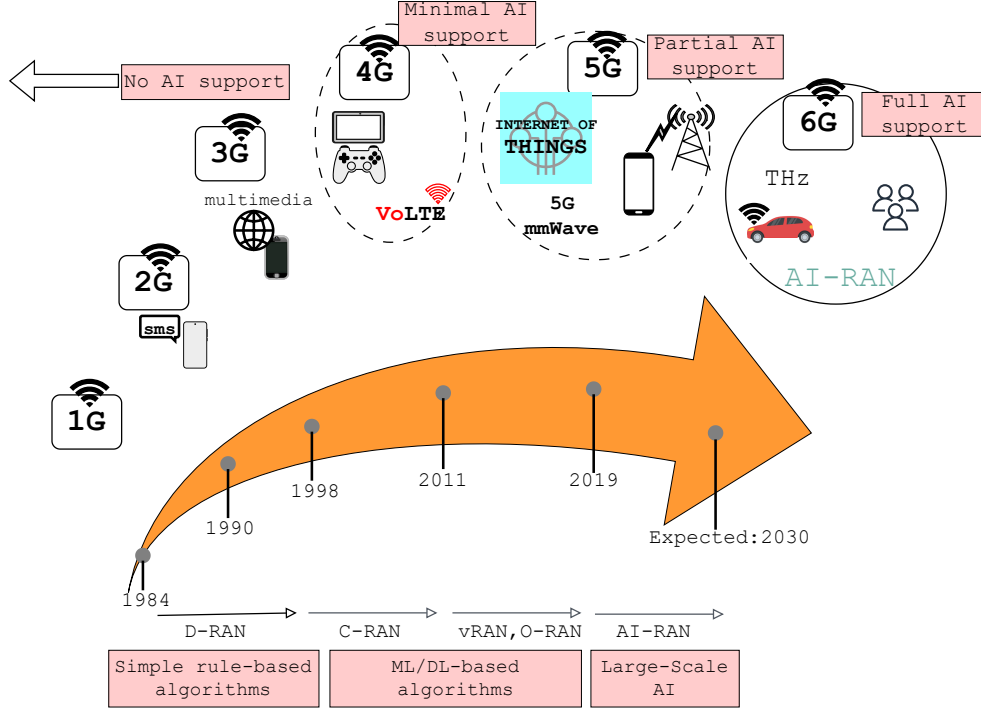 Minimal AI
support
4G
5G
Partial AI
support
No AI support
6G
Full AI
support
3G
INTERNET OF
THINGS
THz
multimedia
VoLTE
5G
mmWave
2G
AI-RAN
sms
1G
1998
2011
2019
1990
Expected:2030
1984
D-RAN
C-RAN
vRAN,O-RAN
AI-RAN
Simple rule-based
algorithms
ML/DL-based
algorithms
Large-Scale
AI